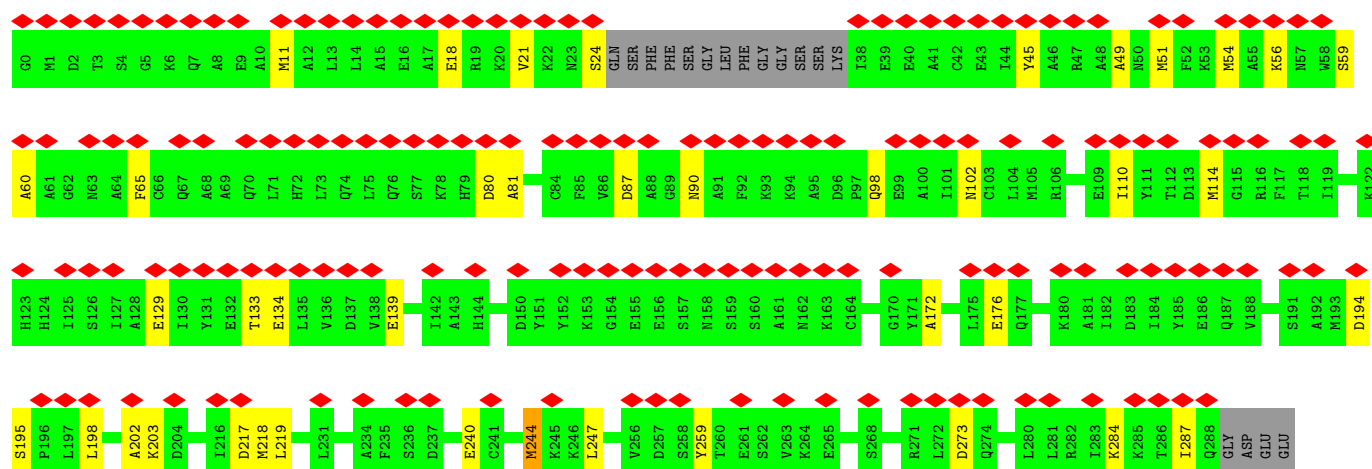 G0 M1 D2 T3 S4 G5 K6 Q7 A8 E9 A10 M11 A12 L13 L14 A15 E16 A17 E18 R19 K20 V21 K22 N23 S24 GLN SER PHE PHE SER GLY LEU PHE GLY GLY SER SER LYS I38 E39 E40 A41 C42 E43 I44 Y45 A46 R47 A48 A49 N50 M51 F52 K53 M54 A55 K56 N57 W58 S59
A60 A61 G62 N63 A64 F65 C66 Q67 A68 A69 Q70 L71 H72 L73 Q74 L75 Q76 S77 K78 H79 D80 A81 C84 F85 V86 D87 A88 G89 N90 A91 F92 K93 K94 A95 D96 P97 Q98 E99 A100 I101 N102 C103 L104 M105 R106 E109 I110 Y111 T112 D113 M114 G115 R116 F117 T118 I119 K122
H123 H124 I125 S126 I127 A128 E129 I130 Y131 E132 T133 E134 L135 V136 D137 V138 E139 I142 A143 H144 D150 Y151 Y152 K153 G154 E155 E156 S157 N158 S159 S160 A161 N162 K163 C164 G170 Y171 A172 L175 E176 Q177 K180 A181 I182 D183 I184 Y185 E186 Q187 V188 S191 A192 M193 D194
S195 P196 L197 L198 A202 K203 D204 I216 D217 M218 L219 L231 A234 F235 S236 D237 E240 C241 M244 K245 K246 L247 V256 D257 S258 Y259 T260 E261 S262 V263 K264 E265 S268 R271 L272 D273 Q274 L280 L281 R282 I283 K284 K285 T286 I287 Q288 GLY ASP GLU GLU